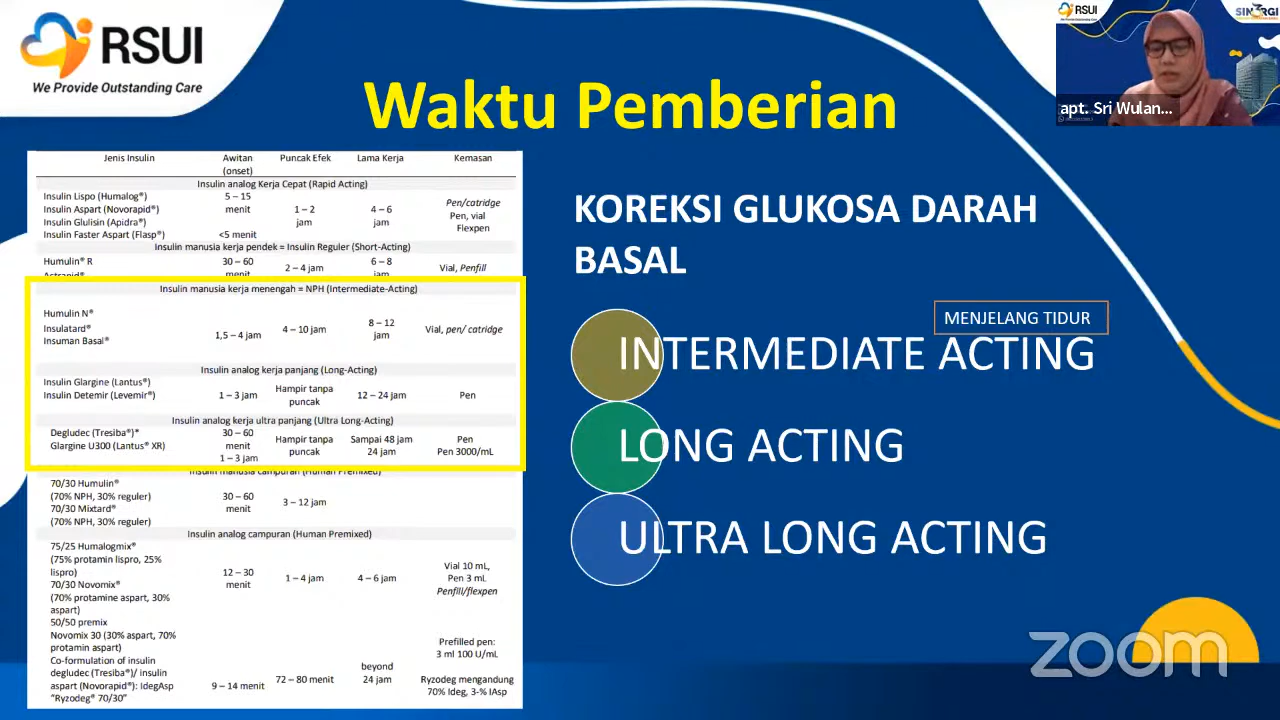 RSUI
We Provide Outstanding Care
Waktu Pemberian
RSUI
We Provide Outstanding Care
SINERGI
apt. Sri Wulan...
Jenis Insulin Awitan (onset) Puncak Efek Lama Kerja Kemasan
Insulin analog Kerja Cepat (Rapid Acting)
Insulin Lispo (Humalog®) 5 – 15 Pen/catridge
Insulin Aspart (Novorapid®) menit 1 – 2 4 – 6 Pen, vial
Insulin Glulisin (Apidra®) jam jam Flexpen
Insulin Faster Aspart (Flasp®) <5 menit
Insulin manusia kerja pendek = Insulin Reguler (Short-Acting)
Humulin® R 30 – 60 2 – 4 jam 6 – 8 Vial, Penfill
Actrapid® menit jam
Insulin manusia kerja menengah = NPH (Intermediate-Acting)
Humulin N®
Insulatard® 1,5 – 4 jam 4 – 10 jam 8 – 12 Vial, pen/ catridge
Insuman Basal® jam
Insulin analog kerja panjang (Long-Acting)
Insulin Glargine (Lantus®) Hampir tanpa
Insulin Detemir (Levemir®) 1 – 3 jam puncak 12 – 24 jam Pen
Insulin analog kerja ultra panjang (Ultra Long-Acting)
Degludec (Tresiba®)* 30 – 60 Hampir tanpa Sampai 48 jam Pen
Glargine U300 (Lantus® XR) menit puncak 24 jam Pen 3000/mL
1 – 3 jam
Insulin manusia campuran (Human Premixed)
70/30 Humulin®
(70% NPH, 30% reguler) 30 – 60 3 – 12 jam
70/30 Mixtard® menit
(70% NPH, 30% reguler)
Insulin analog campuran (Human Premixed)
75/25 Humalogmix®
(75% protamin lispro, 25% Vial 10 mL,
lispro) 12 – 30 1 – 4 jam 4 – 6 jam Pen 3 mL
70/30 Novomix® menit Penfill/flexpen
(70% protamine aspart, 30%
aspart)
50/50 premix
Novomix 30 (30% aspart, 70% Prefilled pen:
protamin aspart) 3 ml 100 U/mL
Co-formulation of insulin beyond
degludec (Tresiba®)/ insulin 72 – 80 menit 24 jam Ryzodeg mengandung
aspart (Novorapid®): IdegAsp 9 – 14 menit 70% Ideg, 3-% IAsp
"Ryzodeg® 70/30"
KOREKSI GLUKOSA DARAH
BASAL
MENJELANG TIDUR
INTERMEDIATE ACTING
LONG ACTING
ULTRA LONG ACTING
zoom